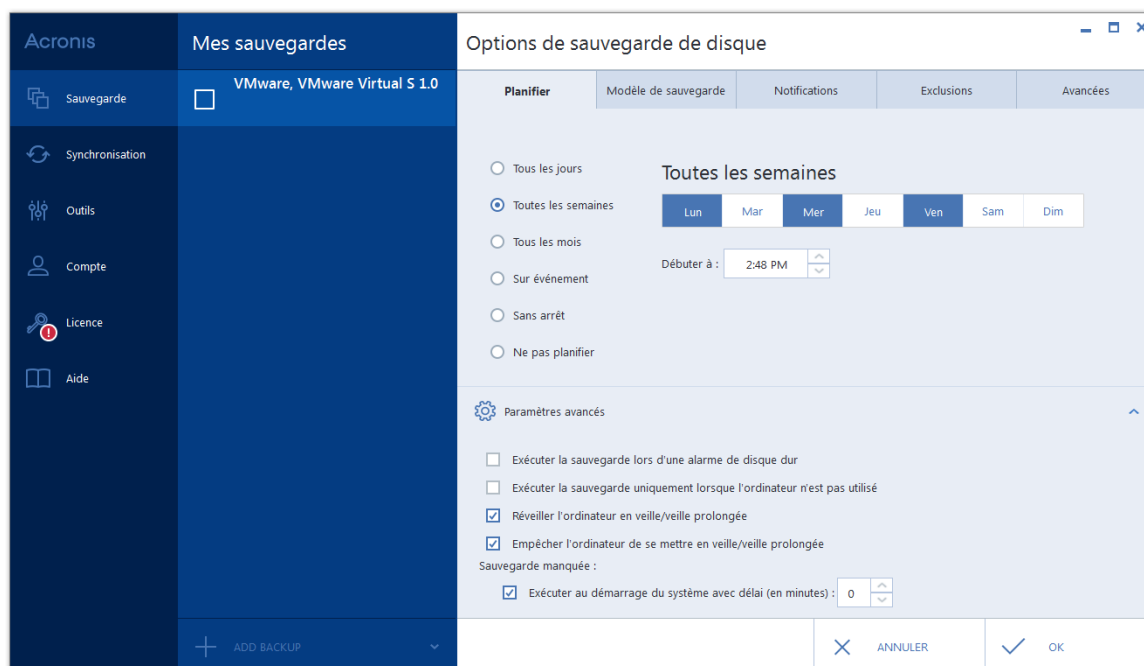 Acronis
Sauvegarde
Synchronisation
Outils
Compte
Licence
Aide
Mes sauvegardes
VMware, VMware Virtual S 1.0
ADD BACKUP
Options de sauvegarde de disque
Planifier Modèle de sauvegarde Notifications Exclusions Avancées
Tous les jours
Toutes les semaines
Tous les mois
Sur événement
Sans arrêt
Ne pas planifier
Toutes les semaines
Lun Mar Mer Jeu Ven Sam Dim
Débuter à : 2:48 PM
Paramètres avancés
Exécuter la sauvegarde lors d'une alarme de disque dur
Exécuter la sauvegarde uniquement lorsque l'ordinateur n'est pas utilisé
Réveiller l'ordinateur en veille/veille prolongée
Empêcher l'ordinateur de se mettre en veille/veille prolongée
Sauvegarde manquée :
Exécuter au démarrage du système avec délai (en minutes) : 0
ANNULER OK